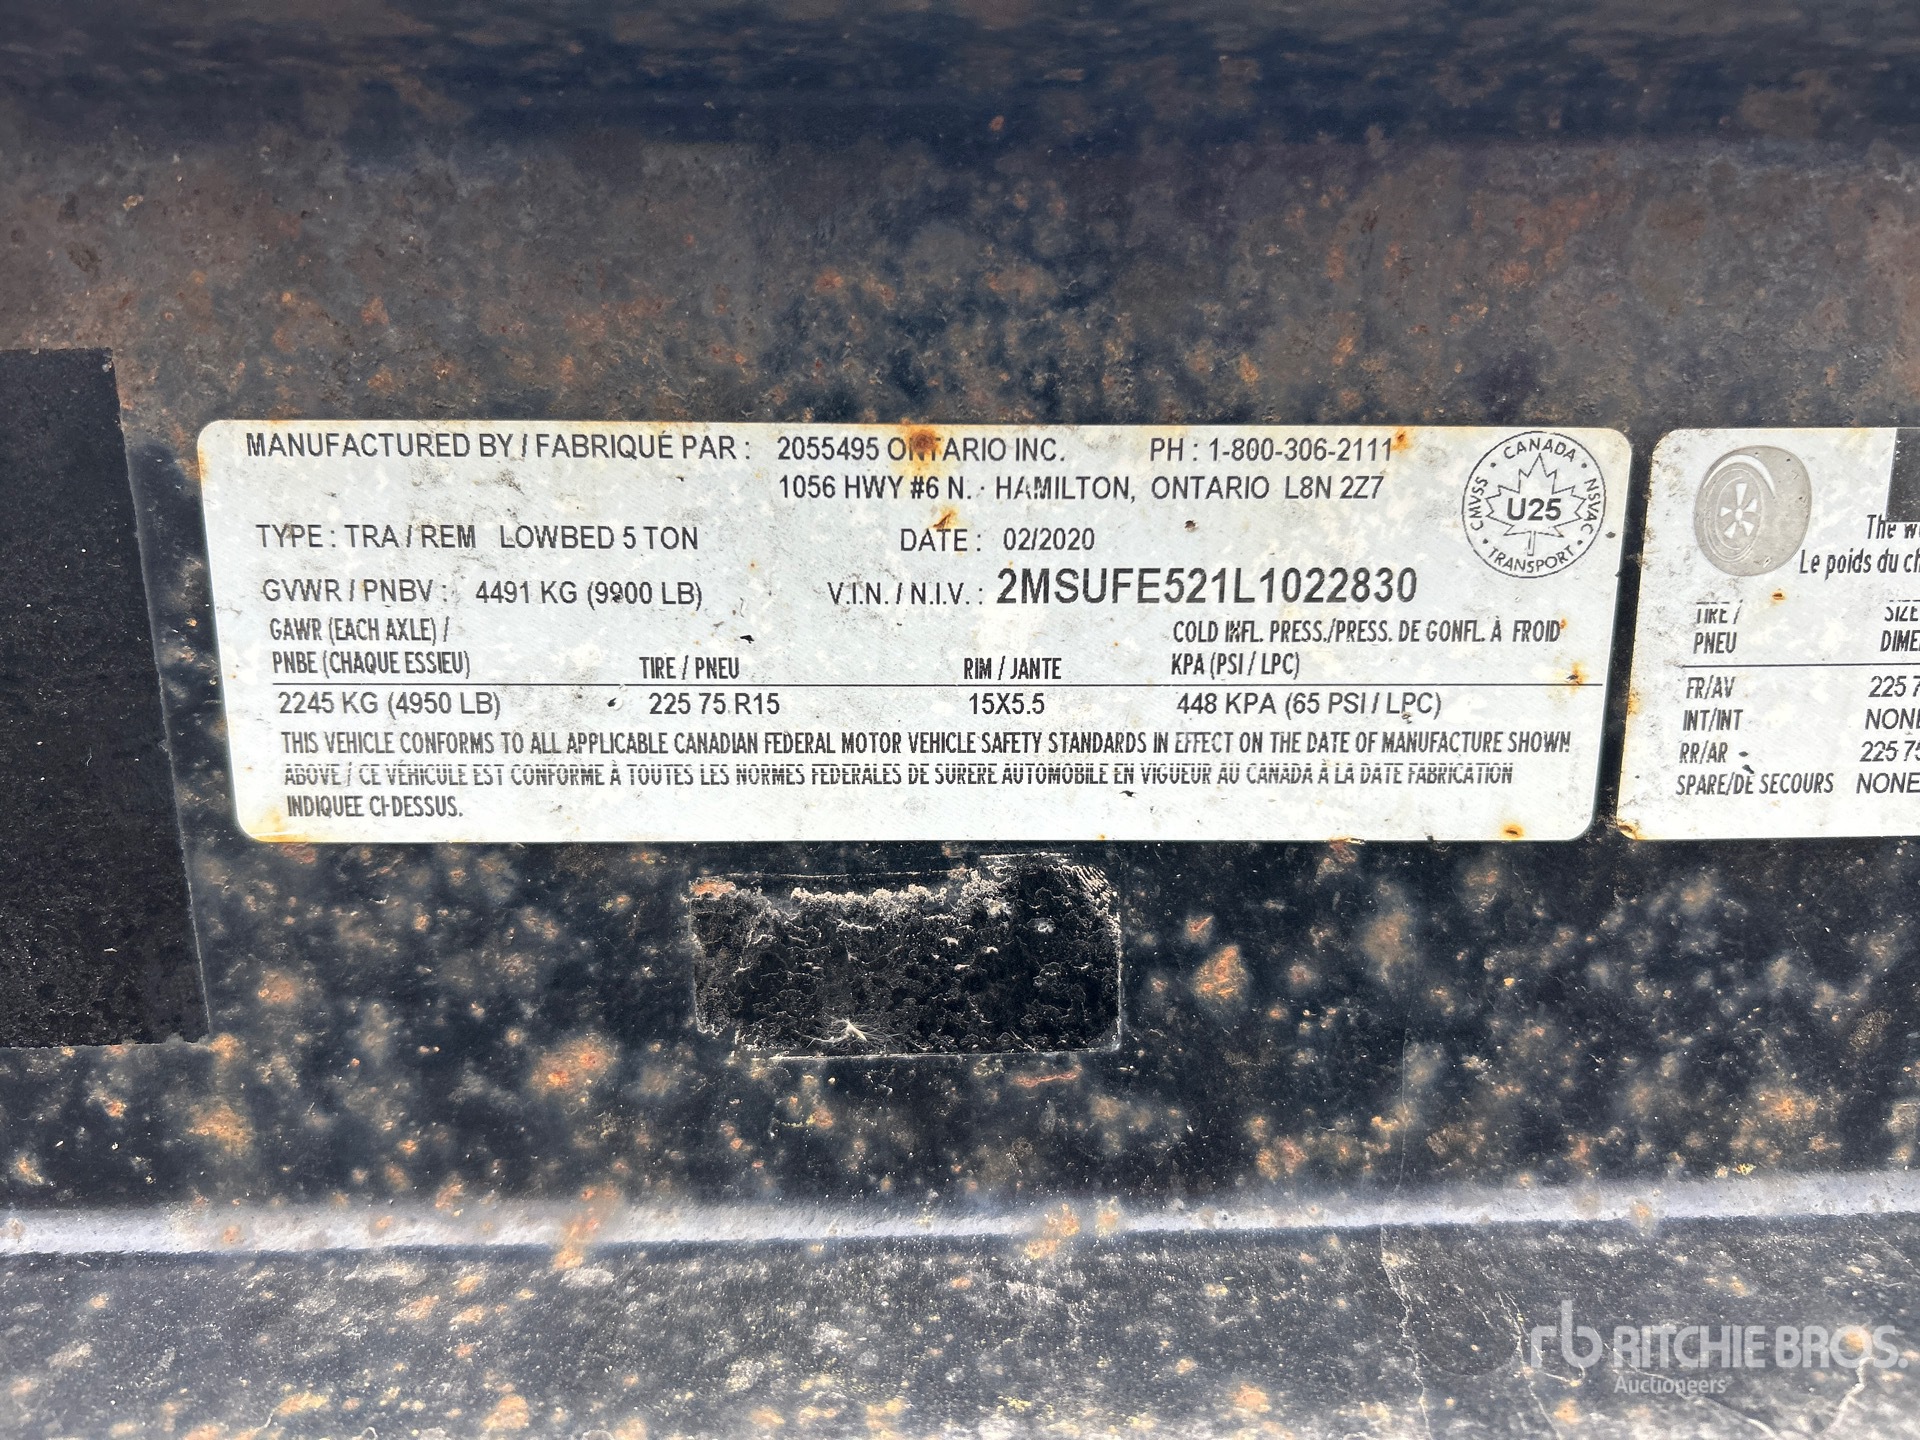 MANUFACTURED BY / FABRIQUÉ PAR : 2055495 ONTARIO INC. PH : 1-800-306-2111
1056 HWY #6 N. · HAMILTON, ONTARIO L8N 2Z7
TYPE : TRA / REM LOWBED 5 TON DATE : 02/2020
GVWR / PNBV : 4491 KG (9900 LB) V.I.N. / N.I.V. : 2MSUFE521L1022830
GAWR (EACH AXLE) / COLD INFL. PRESS./PRESS. DE GONFL. À FROID
PNBE (CHAQUE ESSIEU) TIRE / PNEU RIM / JANTE KPA (PSI / LPC)
2245 KG (4950 LB) 225 75 R15 15X5.5 448 KPA (65 PSI / LPC)
THIS VEHICLE CONFORMS TO ALL APPLICABLE CANADIAN FEDERAL MOTOR VEHICLE SAFETY STANDARDS IN EFFECT ON THE DATE OF MANUFACTURE SHOWN
ABOVE / CE VÉHICULE EST CONFORME À TOUTES LES NORMES FEDERALES DE SURERE AUTOMOBILE EN VIGUEUR AU CANADA À LA DATE FABRICATION
INDIQUEE CI-DESSUS.
CANADA
CMVSS U25 NSVAC
TRANSPORT
The
Le poids du
TIRE / SIZE
PNEU
FR/AV 225
INT/INT
RR/AR 225
SPARE/DE SECOURS NONE
rb RITCHIE BROS.
Auctioneers